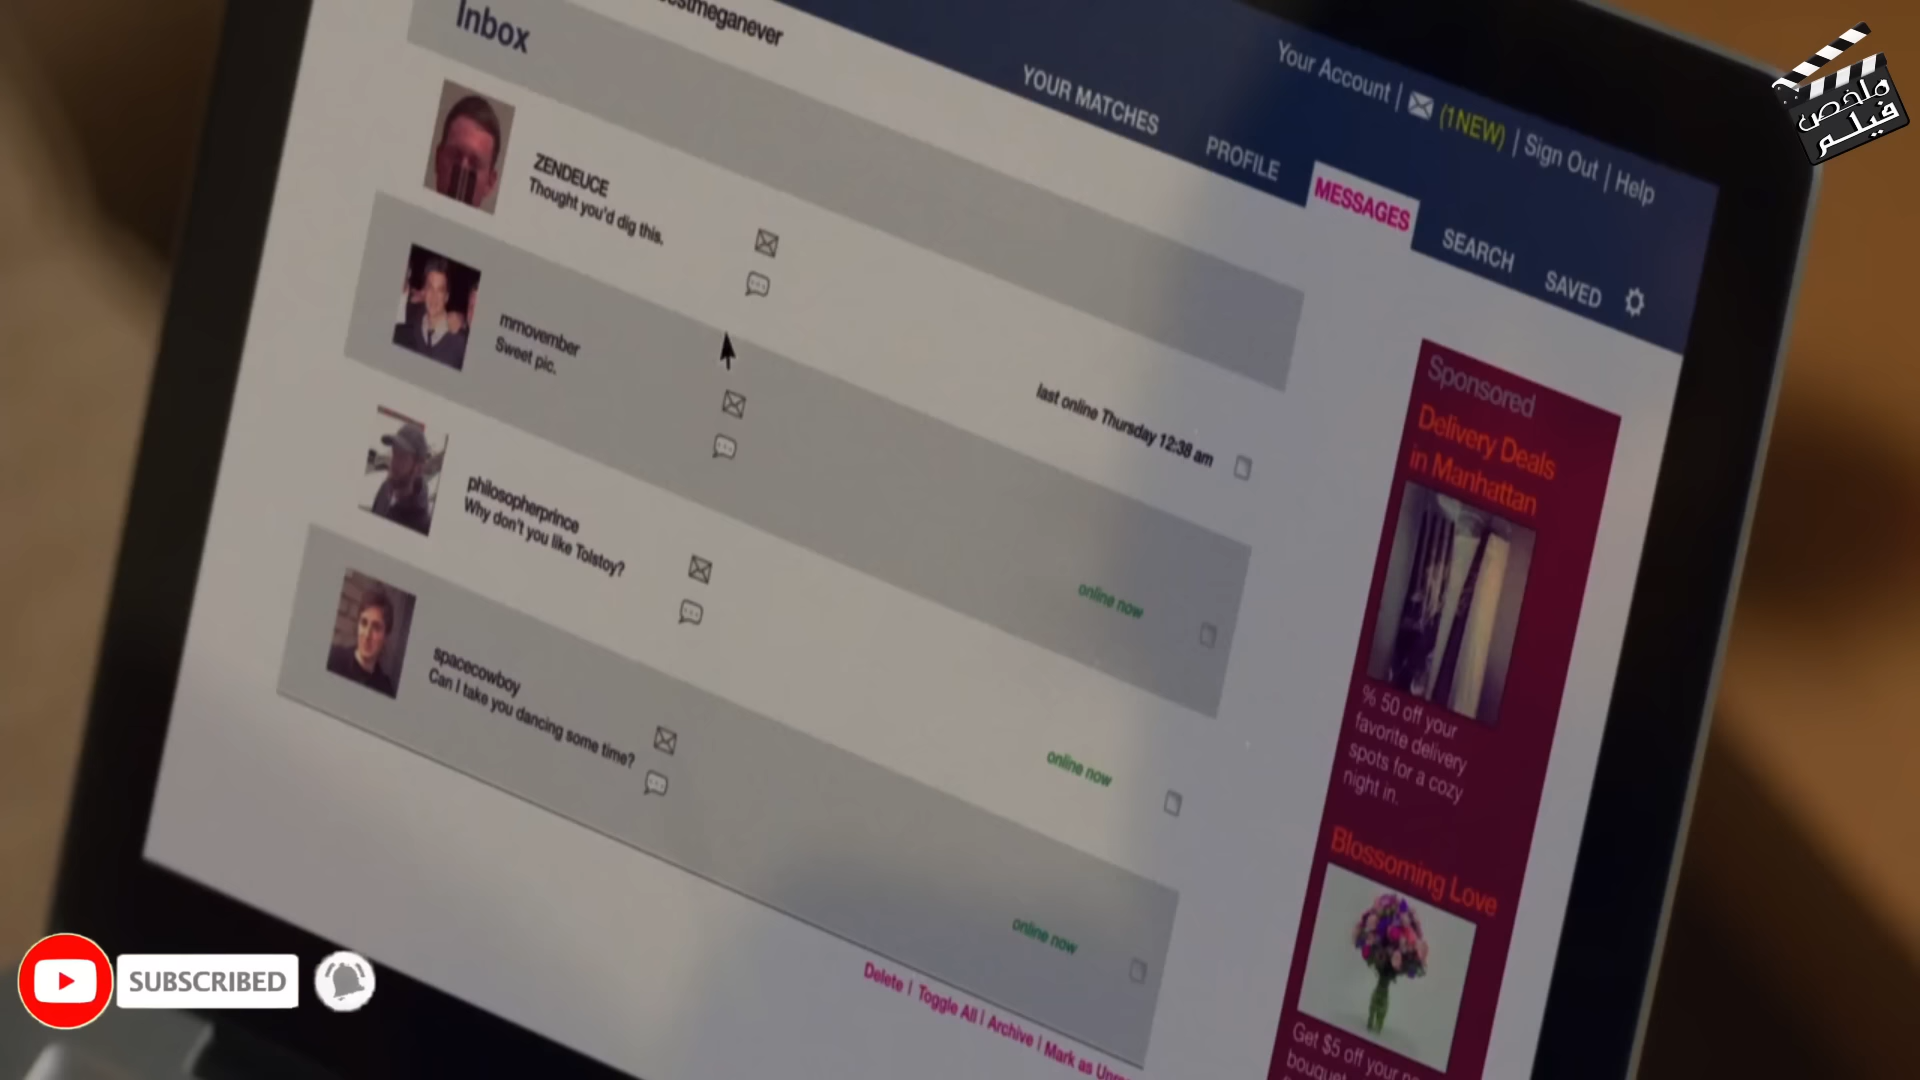 Inbox
Your Account | (1NEW) | Sign Out | Help
YOUR MATCHES
PROFILE
MESSAGES
SEARCH
SAVED
ZENDEUCE
Thought you'd dig this.
last online Thursday 12:38 am
mmovember
Sweet pic.
online now
philosopherprince
Why don't you like Tolstoy?
online now
spacecowboy
Can I take you dancing some time?
online now
Delete | Toggle All | Archive | Mark as
Sponsored
Delivery Deals
in Manhattan
% 50 off your
favorite delivery
spots for a cozy
night in.
Blossoming Love
Get $5 off your
ملخص
فيلم
SUBSCRIBED